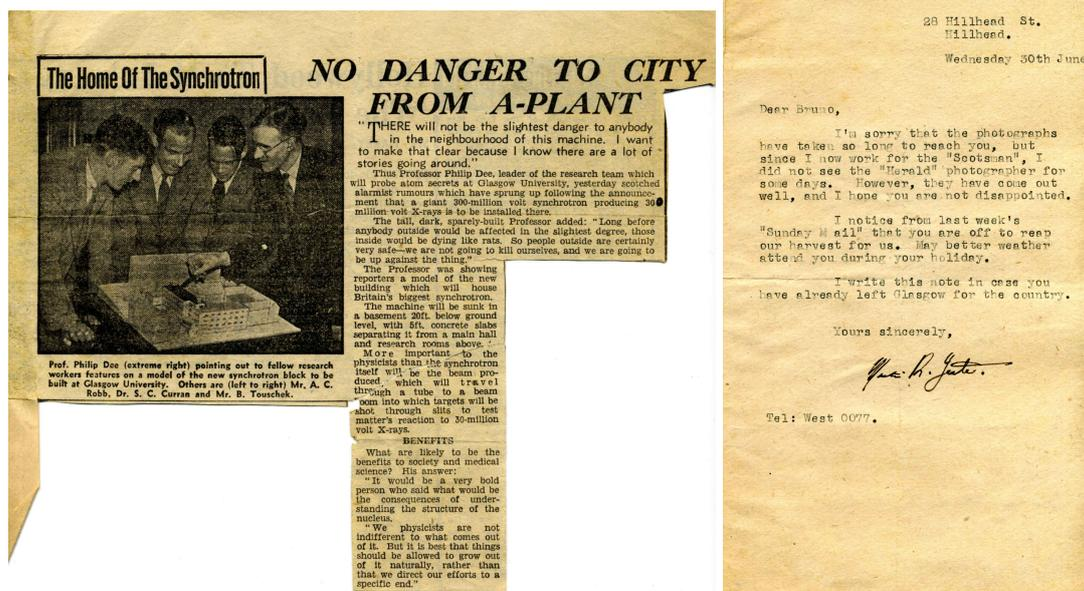 The Home Of The Synchrotron
Prof. Philip Dee (extreme right) pointing out to fellow research
workers features on a model of the new synchrotron block to be
built at Glasgow University. Others are (left to right) Mr. A. C.
Robb, Dr. S. C. Curran and Mr. B. Touschek.
NO DANGER TO CITY
FROM A-PLANT
"THERE will not be the slightest danger to anybody
in the neighbourhood of this machine. I want
to make that clear because I know there are a lot of
stories going around."
Thus Professor Philip Dee, leader of the research team which
will probe atom secrets at Glasgow University, yesterday scotched
alarmist rumours which have sprung up following the announce-
ment that a giant 300-million volt synchrotron producing 30
million volt X-rays is to be installed there.
The tall, dark, sparely-built Professor added: "Long before
anybody outside would be affected in the slightest degree, those
inside would be dying like rats. So people outside are certainly
very safe—we are not going to kill ourselves, and we are going to
be up against the thing."
The Professor was showing
reporters a model of the new
building which will house
Britain's biggest synchrotron.
The machine will be sunk in
a basement 20ft. below ground
level, with 5ft. concrete slabs
separating it from a main hall
and research rooms above.
More important to the
physicists than the synchrotron
itself will be the beam pro-
duced, which will travel
through a tube to a beam
room into which targets will be
shot through slits to test
matter's reaction to 30-million
volt X-rays.
BENEFITS
What are likely to be the
benefits to society and medical
science? His answer:
"It would be a very bold
person who said what would be
the consequences of under-
standing the structure of the
nucleus.
"We physicists are not
indifferent to what comes out
of it. But it is best that things
should be allowed to grow out
of it naturally, rather than
that we direct our efforts to a
specific end."
28 Hillhead St.
Hillhead.
Wednesday 30th June
Dear Bruno,
I'm sorry that the photographs
have taken so long to reach you, but
since I now work for the "Scotsman", I
did not see the "Herald" photographer for
some days. However, they have come out
well, and I hope you are not disappointed.
I notice from last week's
"Sunday Mail" that you are off to reap
our harvest for us. May better weather
attend you during your holiday.
I write this note in case you
have already left Glasgow for the country.
Yours sincerely,
Tel: West 0077.